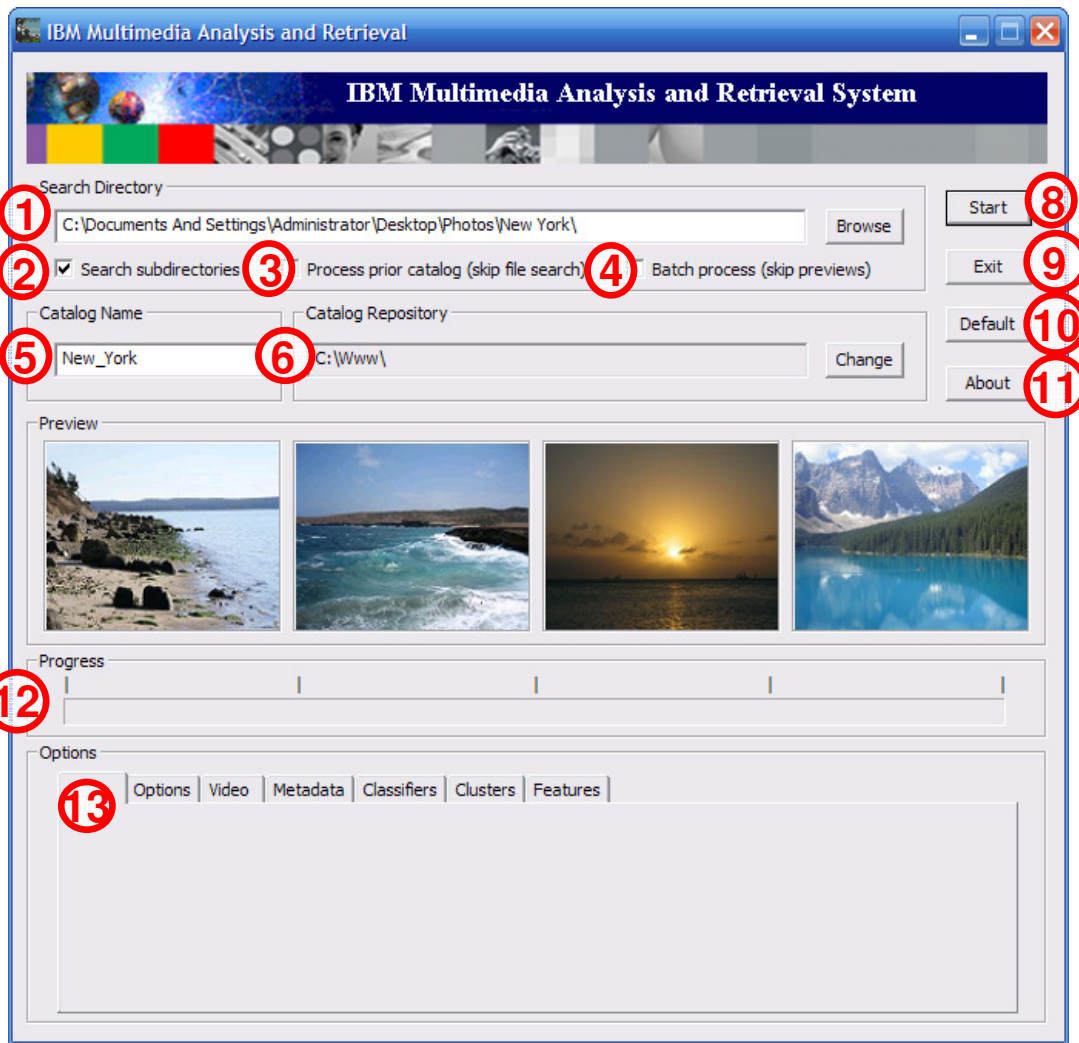 IBM Multimedia Analysis and Retrieval
IBM Multimedia Analysis and Retrieval System
Search Directory
1
C:\Documents And Settings\Administrator\Desktop\Photos\New York\
Browse
Start
8
2
Search subdirectories
3
Process prior catalog (skip file search)
4
Batch process (skip previews)
Exit
9
Catalog Name
Catalog Repository
Default
10
5
New_York
6
C:\Www\
Change
About
11
Preview
Progress
12
Options
13
Options
Video
Metadata
Classifiers
Clusters
Features